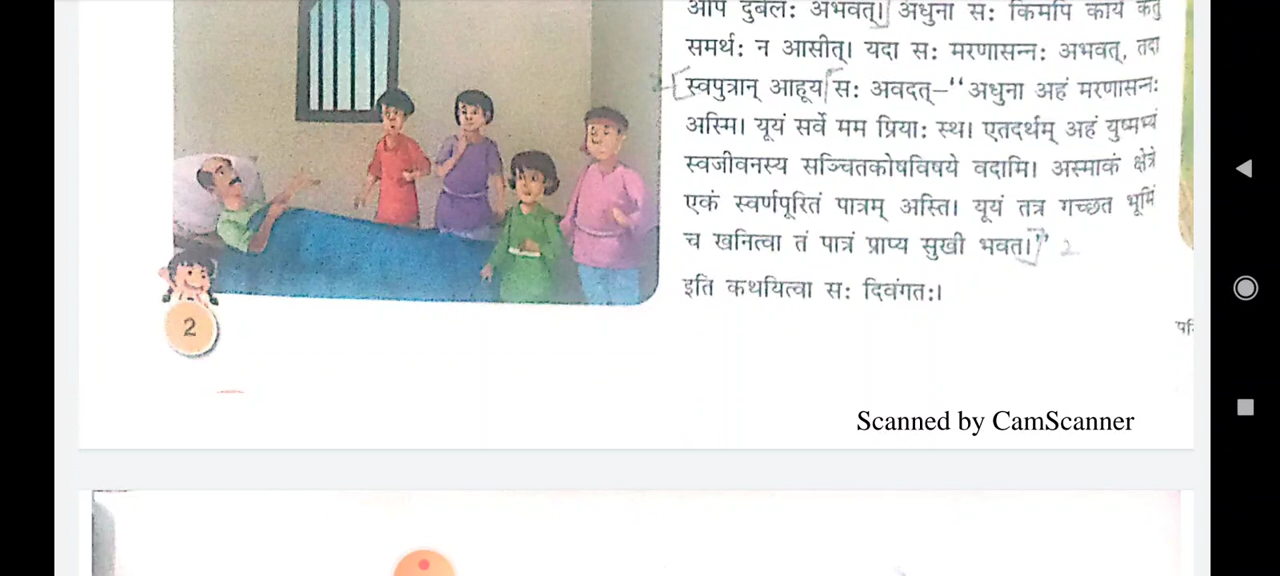 अपि दुर्बलः अभवत्। अधुना सः किमपि कार्यं कर्तुं
समर्थः न आसीत्। यदा सः मरणासन्नः अभवत्, तदा
स्वपुत्रान् आहूय सः अवदत्–“अधुना अहं मरणासन्नः
अस्मि। यूयं सर्वे मम प्रियाः स्थ। एतदर्थम् अहं युष्मभ्यं
स्वजीवनस्य सञ्चितकोषविषये वदामि। अस्माकं क्षेत्रे
एकं स्वर्णपूरितं पात्रम् अस्ति। यूयं तत्र गच्छत भूमिं
च खनित्वा तं पात्रं प्राप्य सुखी भवत।” 2
इति कथयित्वा सः दिवंगतः।
2
Scanned by CamScanner